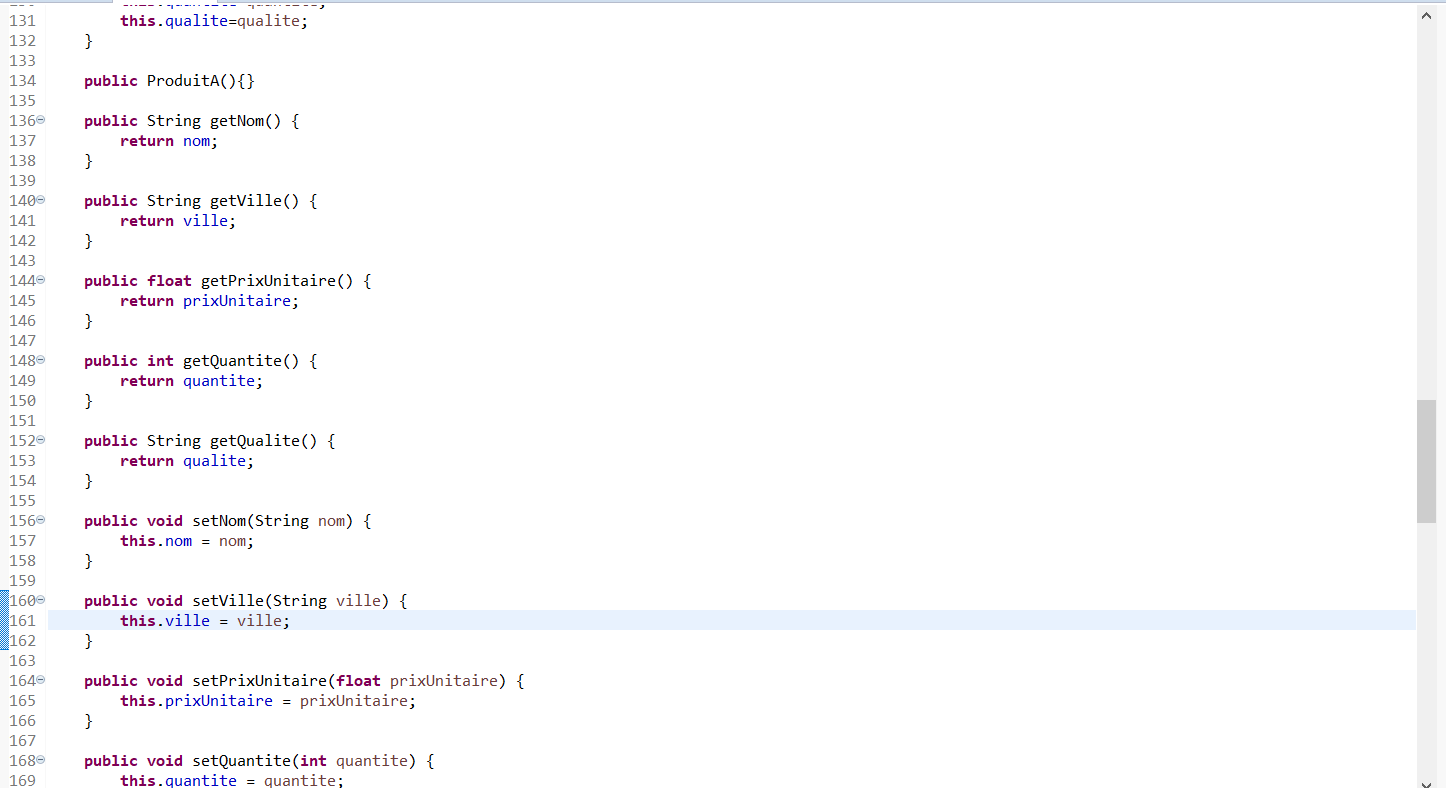 131 this.qualite=qualite;
132 }
133
134 public ProduitA(){}
135
136 public String getNom() {
137 return nom;
138 }
139
140 public String getVille() {
141 return ville;
142 }
143
144 public float getPrixUnitaire() {
145 return prixUnitaire;
146 }
147
148 public int getQuantite() {
149 return quantite;
150 }
151
152 public String getQualite() {
153 return qualite;
154 }
155
156 public void setNom(String nom) {
157 this.nom = nom;
158 }
159
160 public void setVille(String ville) {
161 this.ville = ville;
162 }
163
164 public void setPrixUnitaire(float prixUnitaire) {
165 this.prixUnitaire = prixUnitaire;
166 }
167
168 public void setQuantite(int quantite) {
169 this.quantite = quantite;